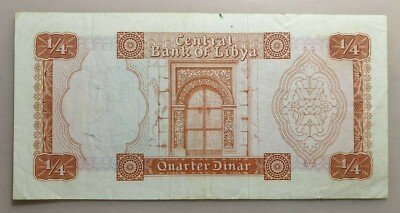 1/4 Central 1/4
Bank of Libya
1/4 Quarter Dinar 1/4